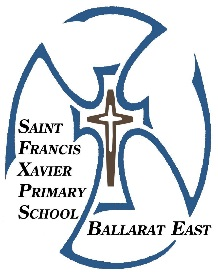 SAINT
FRANCIS
XAVIER
PRIMARY
SCHOOL
BALLARAT EAST